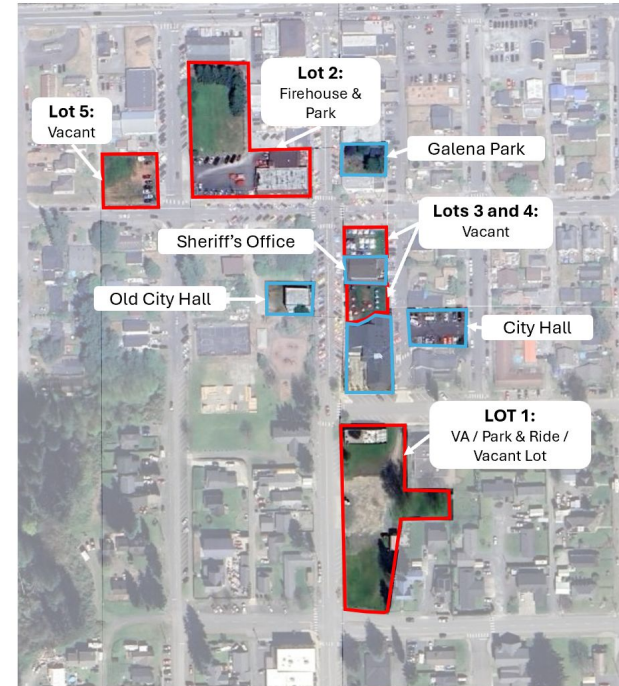 Lot 2:
Firehouse &
Park
Lot 5:
Vacant
Galena Park
Lots 3 and 4:
Vacant
Sheriff's Office
Old City Hall
City Hall
LOT 1:
VA / Park & Ride /
Vacant Lot